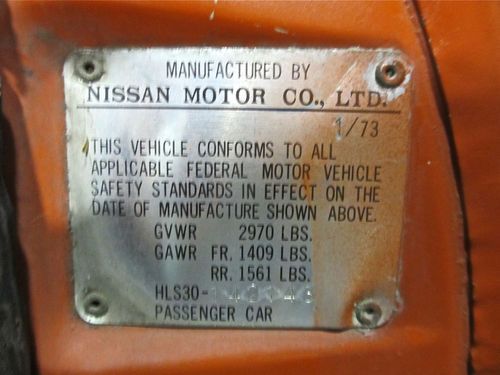 MANUFACTURED BY
NISSAN MOTOR CO., LTD.
1/73
THIS VEHICLE CONFORMS TO ALL
APPLICABLE FEDERAL MOTOR VEHICLE
SAFETY STANDARDS IN EFFECT ON THE
DATE OF MANUFACTURE SHOWN ABOVE.
GVWR 2970 LBS.
GAWR FR. 1409 LBS.
RR. 1561 LBS.
HLS30-
PASSENGER CAR